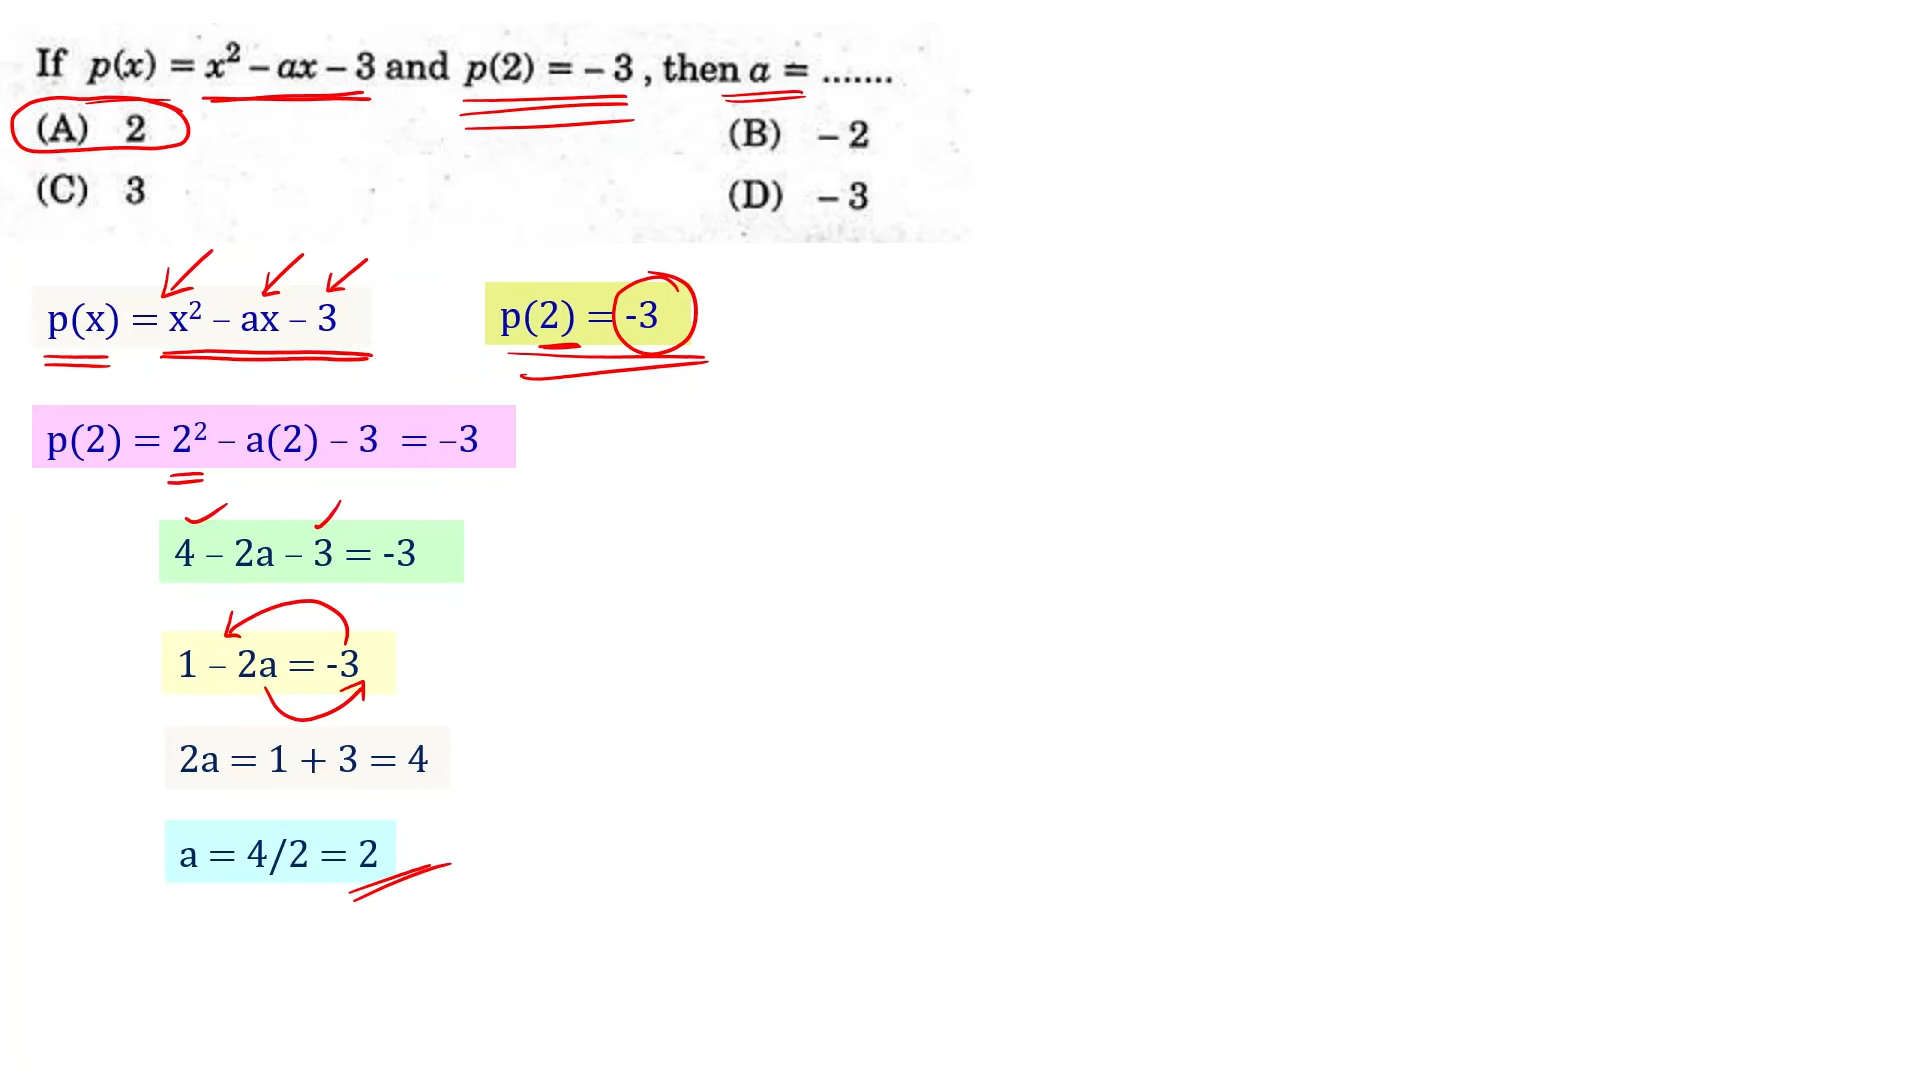 If p(x) = x² – ax – 3 and p(2) = – 3 , then a = .......
(A) 2 (B) – 2
(C) 3 (D) – 3
p(x) = x² – ax – 3 p(2) = -3
p(2) = 2² – a(2) – 3 = –3
4 – 2a – 3 = -3
1 – 2a = -3
2a = 1 + 3 = 4
a = 4/2 = 2